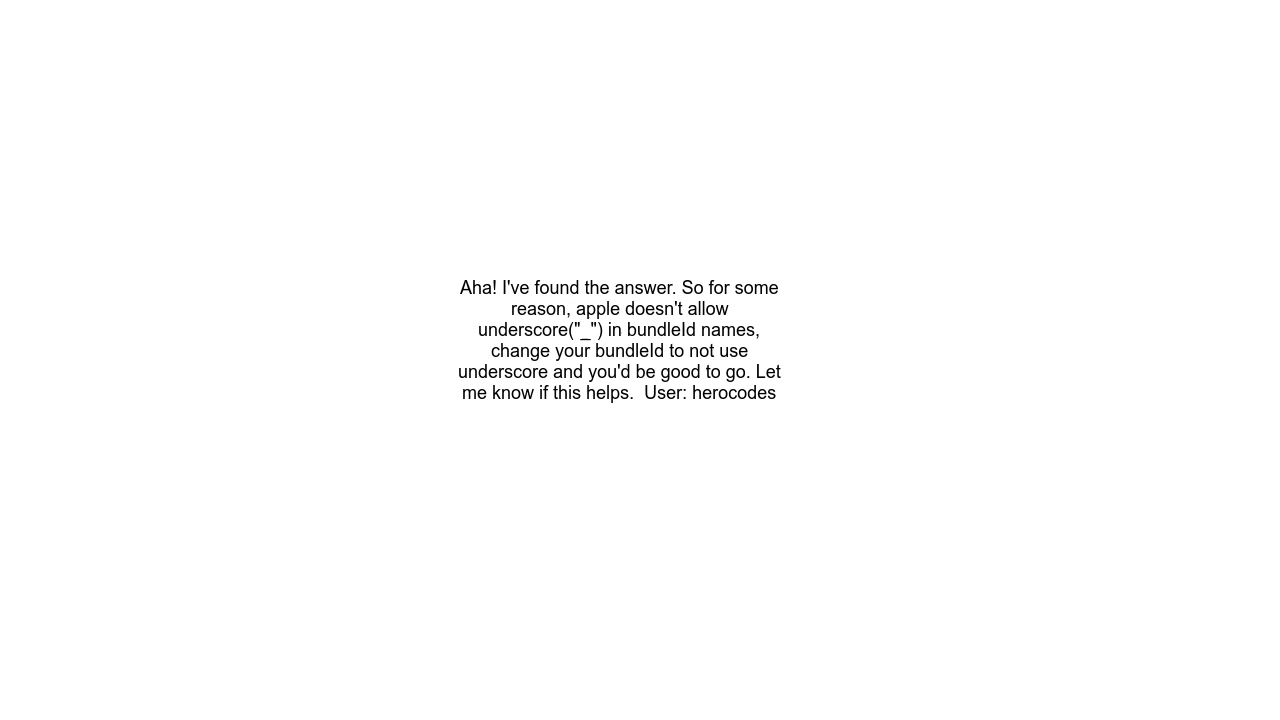 Aha! I've found the answer. So for some
reason, apple doesn't allow
underscore("_") in bundleId names,
change your bundleId to not use
underscore and you'd be good to go. Let
me know if this helps.  User: herocodes